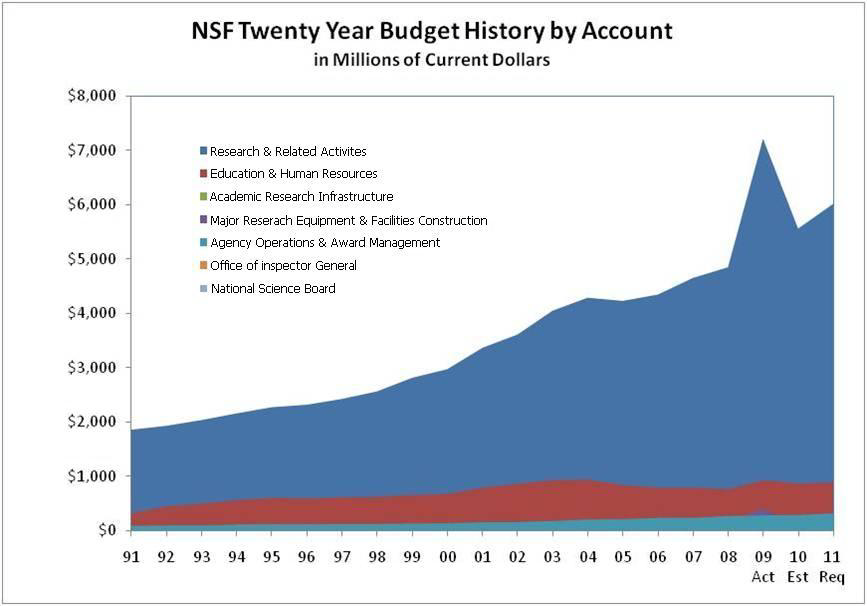 NSF Twenty Year Budget History by Account
in Millions of Current Dollars
$8,000
$7,000
$6,000
$5,000
$4,000
$3,000
$2,000
$1,000
$0
Research & Related Activites
Education & Human Resources
Academic Research Infrastructure
Major Reserach Equipment & Facilities Construction
Agency Operations & Award Management
Office of inspector General
National Science Board
91 92 93 94 95 96 97 98 99 00 01 02 03 04 05 06 07 08 09 10 11
Act Est Req